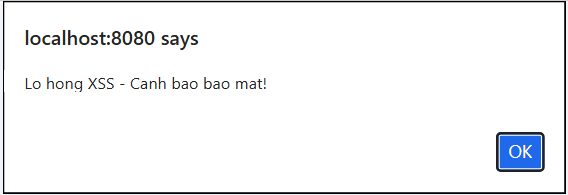 localhost:8080 says
Lo hong XSS - Canh bao bao mat!
OK